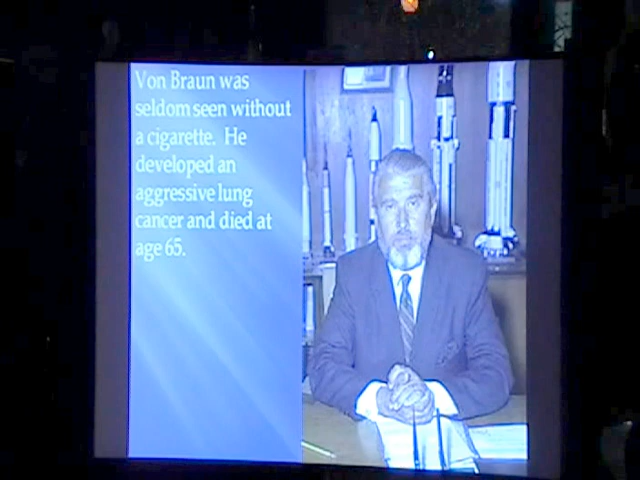 Von Braun was
seldom seen without
a cigarette. He
developed an
aggressive lung
cancer and died at
age 65.